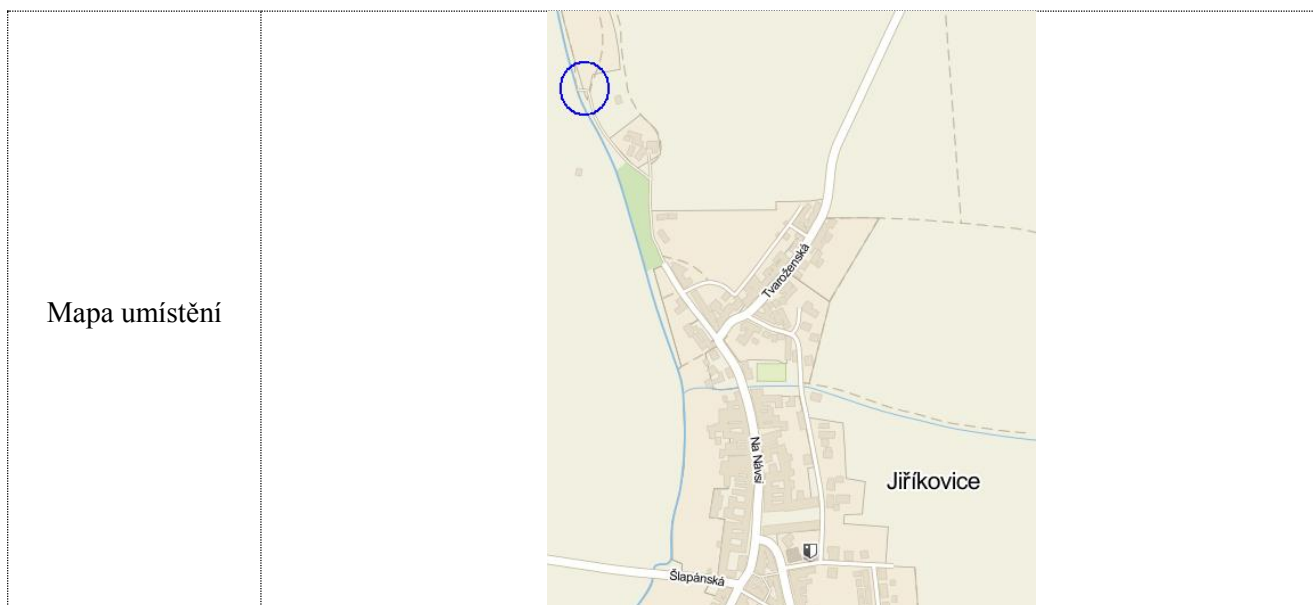 Mapa umístění
Tvaroženská
Na Návsi
Jiříkovice
Šlapánská